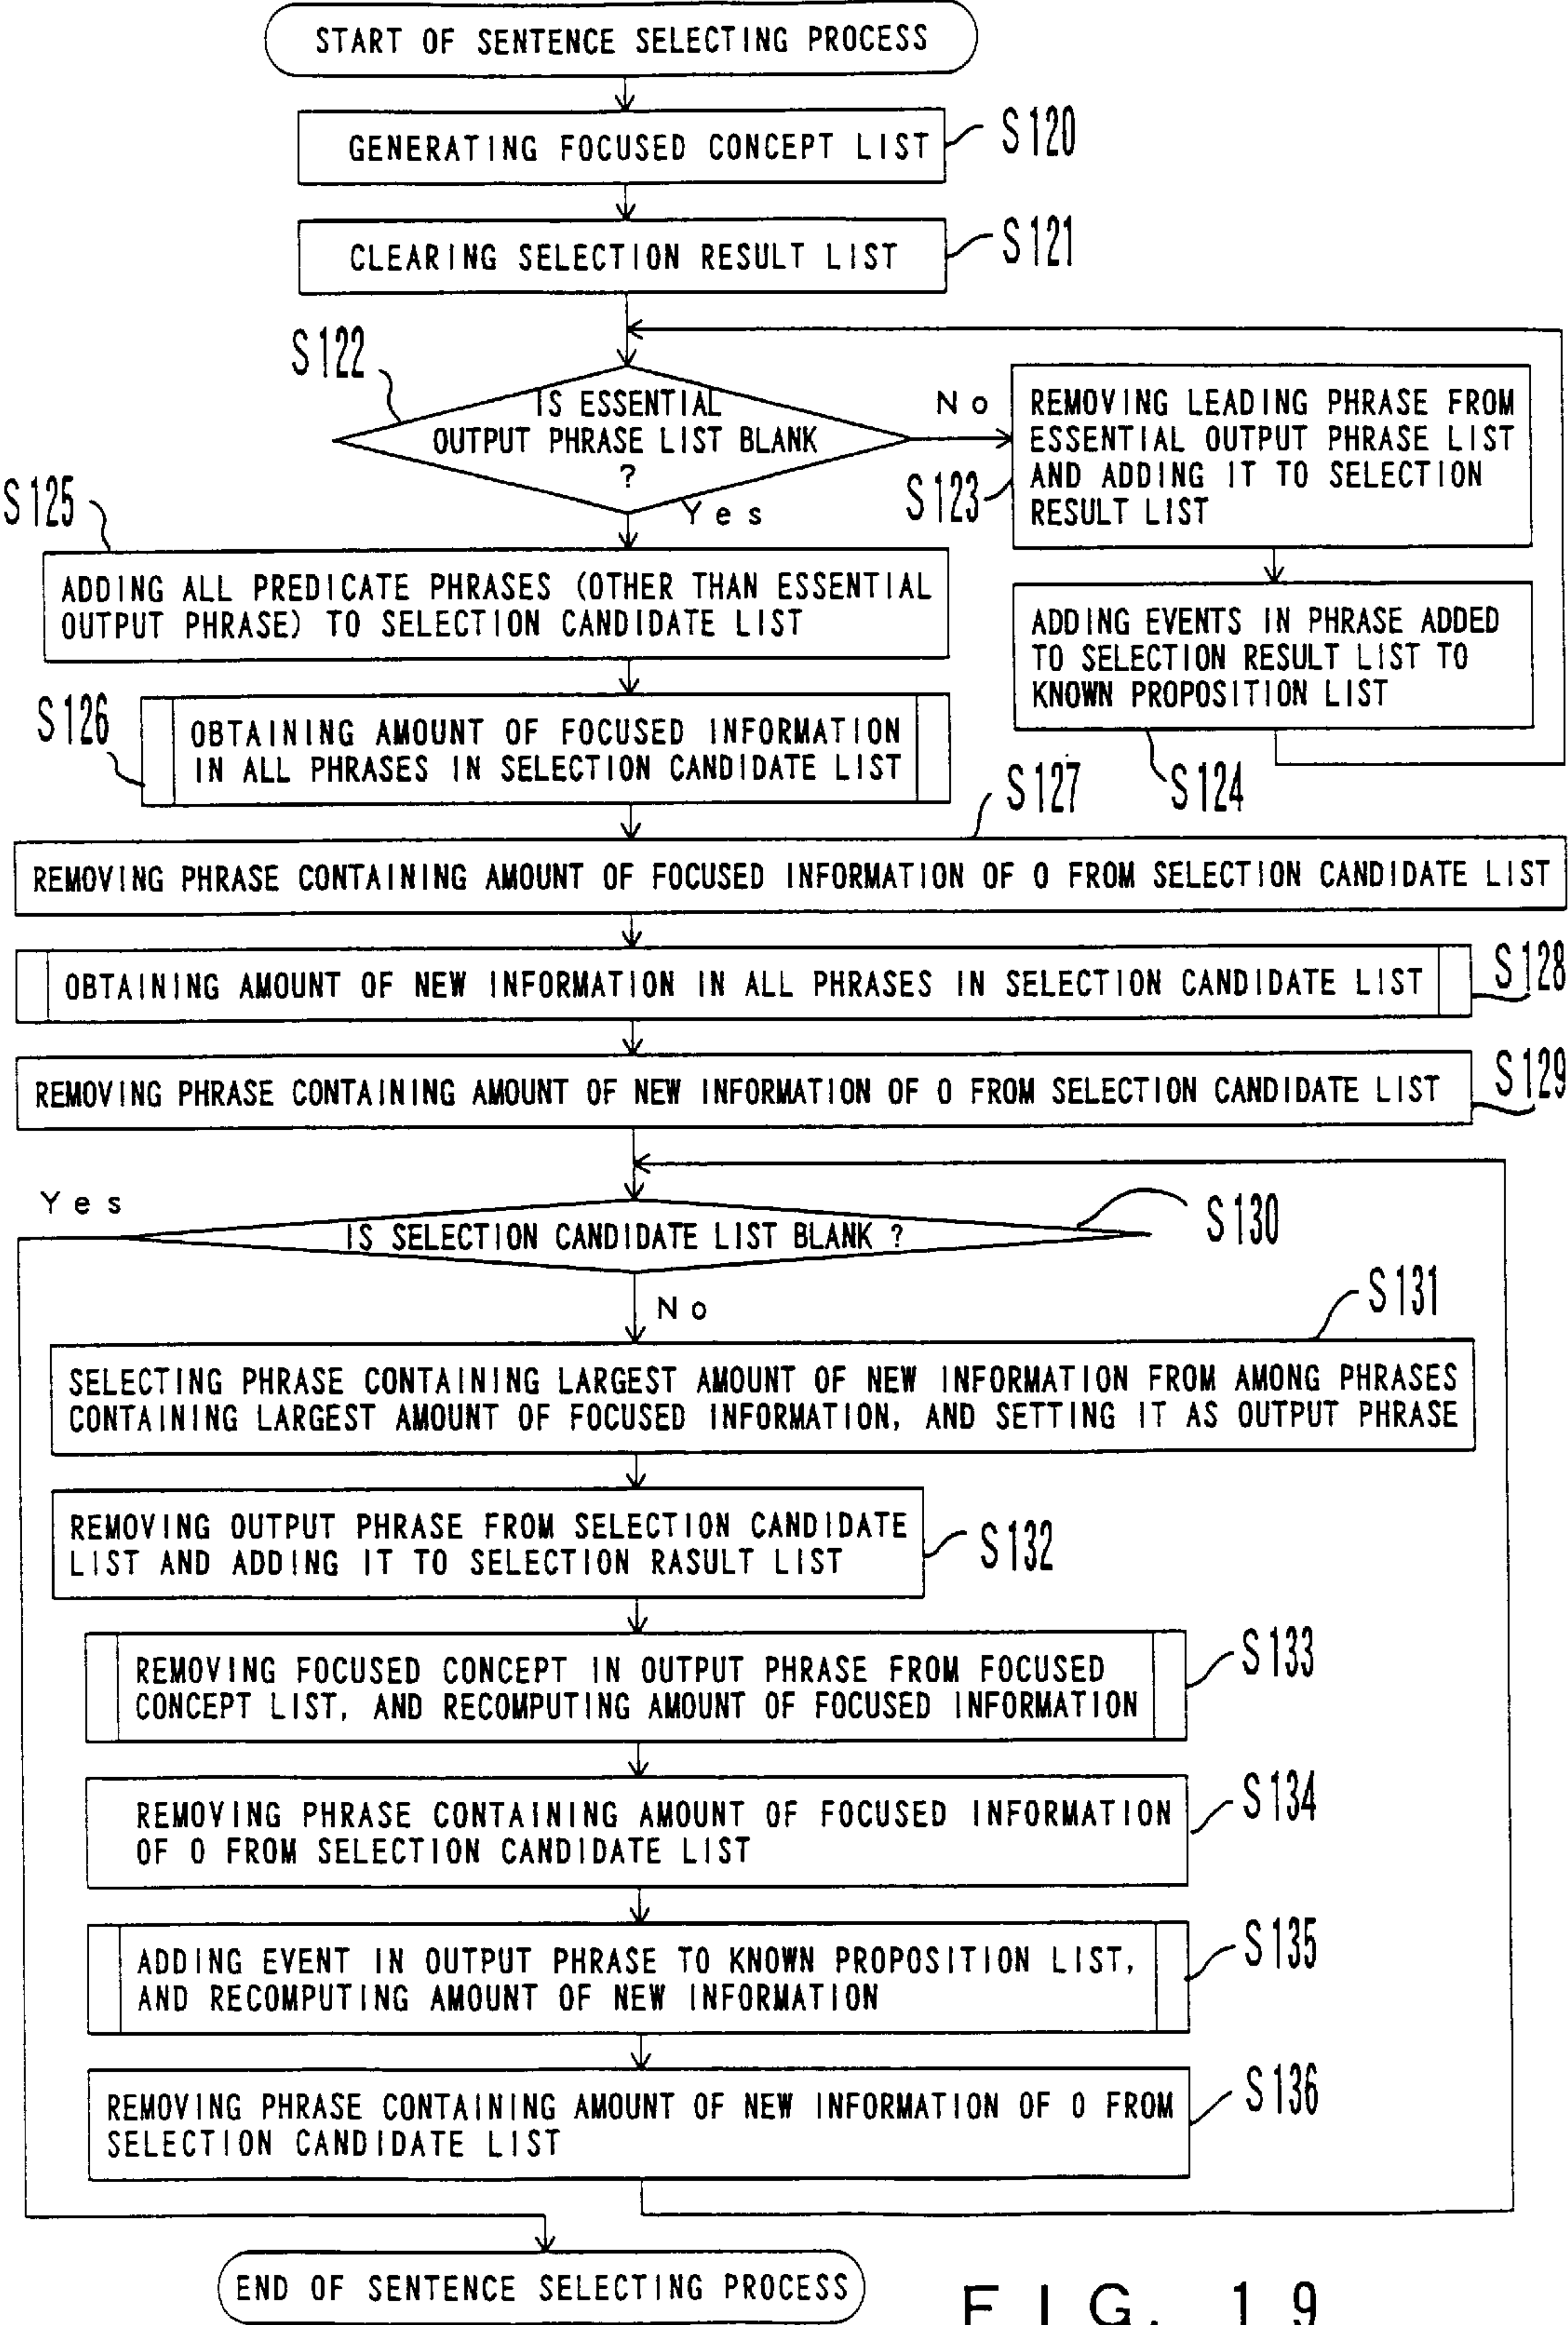 START OF SENTENCE SELECTING PROCESS
GENERATING FOCUSED CONCEPT LIST
S120
CLEARING SELECTION RESULT LIST
S121
S122
IS ESSENTIAL
OUTPUT PHRASE LIST BLANK
?
No
Yes
REMOVING LEADING PHRASE FROM
ESSENTIAL OUTPUT PHRASE LIST
AND ADDING IT TO SELECTION
RESULT LIST
S123
ADDING EVENTS IN PHRASE ADDED
TO SELECTION RESULT LIST TO
KNOWN PROPOSITION LIST
S124
S125
ADDING ALL PREDICATE PHRASES (OTHER THAN ESSENTIAL
OUTPUT PHRASE) TO SELECTION CANDIDATE LIST
S126
OBTAINING AMOUNT OF FOCUSED INFORMATION
IN ALL PHRASES IN SELECTION CANDIDATE LIST
S127
REMOVING PHRASE CONTAINING AMOUNT OF FOCUSED INFORMATION OF 0 FROM SELECTION CANDIDATE LIST
OBTAINING AMOUNT OF NEW INFORMATION IN ALL PHRASES IN SELECTION CANDIDATE LIST
S128
REMOVING PHRASE CONTAINING AMOUNT OF NEW INFORMATION OF 0 FROM SELECTION CANDIDATE LIST
S129
Yes
IS SELECTION CANDIDATE LIST BLANK ?
S130
No
S131
SELECTING PHRASE CONTAINING LARGEST AMOUNT OF NEW INFORMATION FROM AMONG PHRASES
CONTAINING LARGEST AMOUNT OF FOCUSED INFORMATION, AND SETTING IT AS OUTPUT PHRASE
REMOVING OUTPUT PHRASE FROM SELECTION CANDIDATE
LIST AND ADDING IT TO SELECTION RASULT LIST
S132
REMOVING FOCUSED CONCEPT IN OUTPUT PHRASE FROM FOCUSED
CONCEPT LIST, AND RECOMPUTING AMOUNT OF FOCUSED INFORMATION
S133
REMOVING PHRASE CONTAINING AMOUNT OF FOCUSED INFORMATION
OF 0 FROM SELECTION CANDIDATE LIST
S134
ADDING EVENT IN OUTPUT PHRASE TO KNOWN PROPOSITION LIST,
AND RECOMPUTING AMOUNT OF NEW INFORMATION
S135
REMOVING PHRASE CONTAINING AMOUNT OF NEW INFORMATION OF 0 FROM
SELECTION CANDIDATE LIST
S136
END OF SENTENCE SELECTING PROCESS
FIG. 19